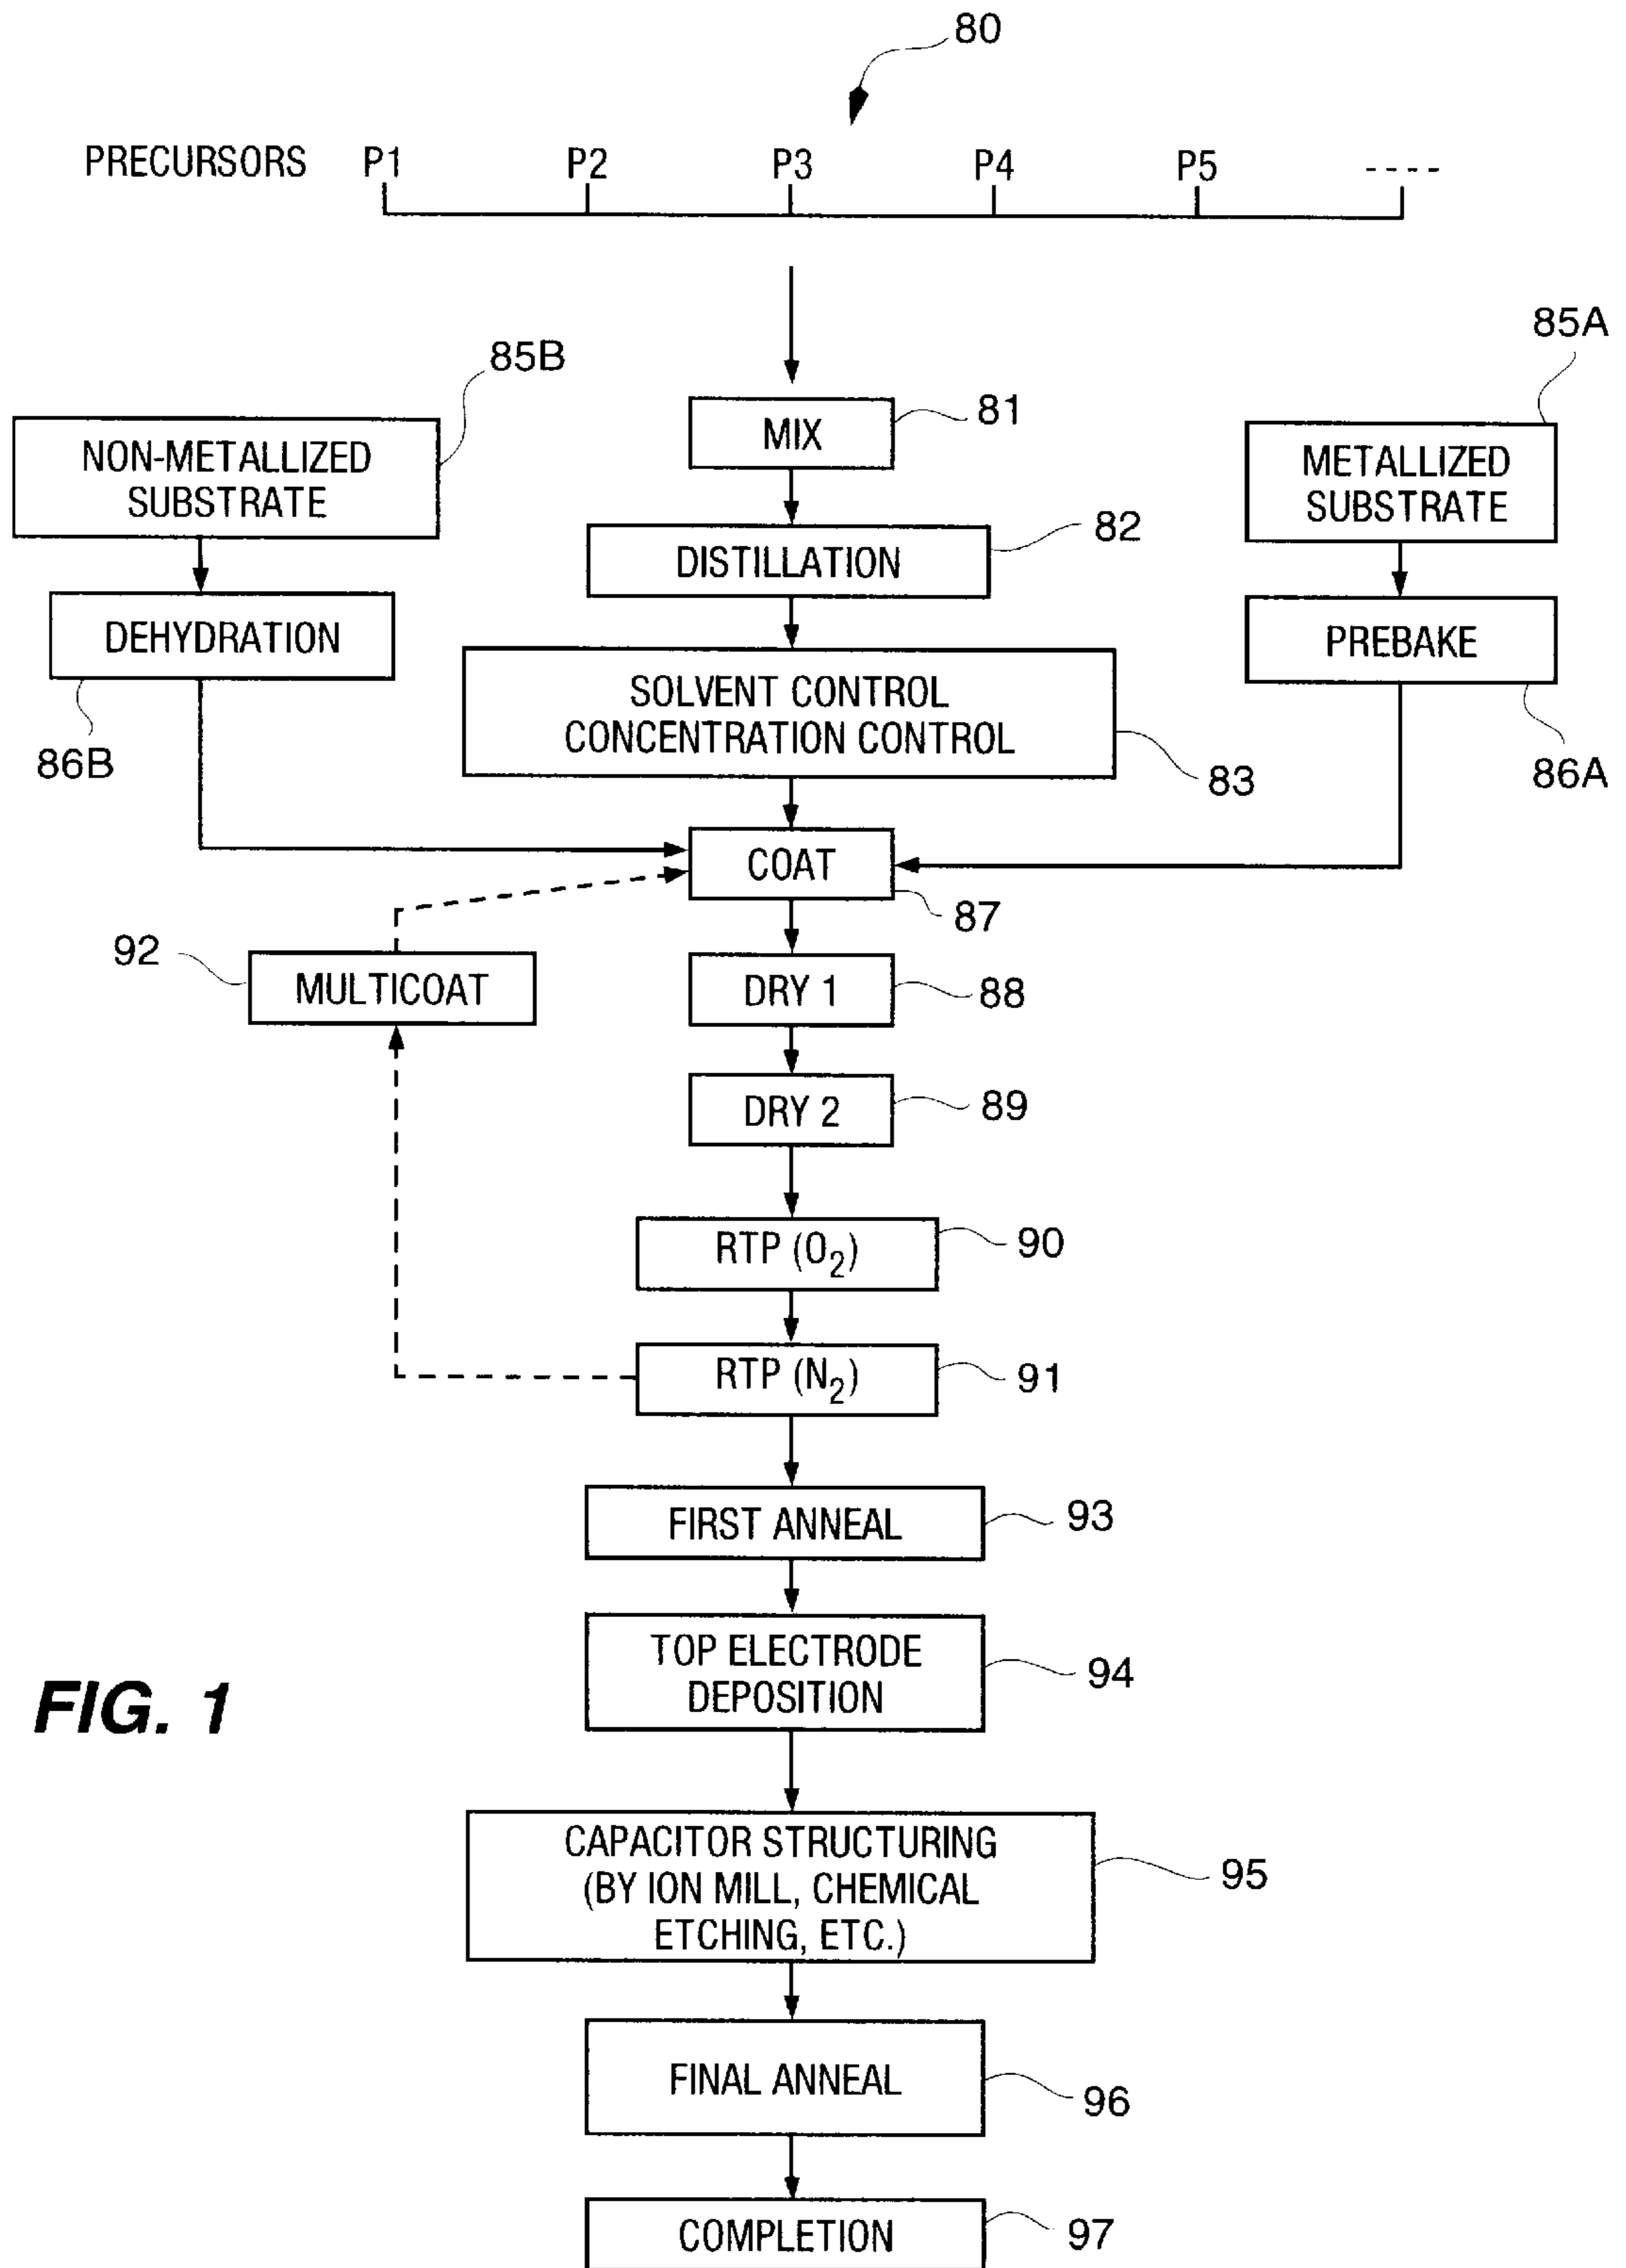 80
PRECURSORS P1 P2 P3 P4 P5 ----
85A
85B
MIX
81
NON-METALLIZED
SUBSTRATE
METALLIZED
SUBSTRATE
82
DISTILLATION
DEHYDRATION
PREBAKE
SOLVENT CONTROL
CONCENTRATION CONTROL
86B
83
86A
COAT
87
92
MULTICOAT
DRY 1
88
DRY 2
89
RTP (O2)
90
RTP (N2)
91
FIRST ANNEAL
93
TOP ELECTRODE
DEPOSITION
94
FIG. 1
CAPACITOR STRUCTURING
(BY ION MILL, CHEMICAL
ETCHING, ETC.)
95
FINAL ANNEAL
96
COMPLETION
97